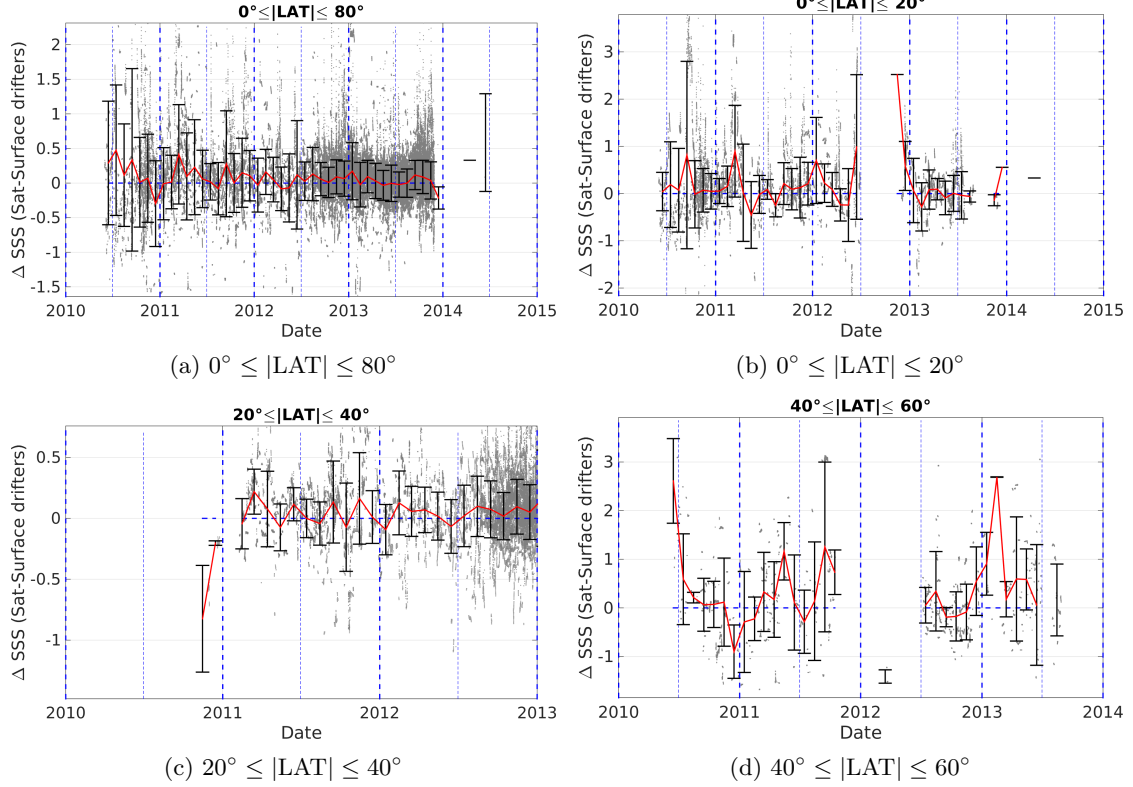 0°≤|LAT|≤ 80°
Δ SSS (Sat-Surface drifters)
2
1.5
1
0.5
0
-0.5
-1
-1.5
2010 2011 2012 2013 2014 2015
Date
(a) 0° ≤ |LAT| ≤ 80°
0°≤|LAT|≤ 20°
Δ SSS (Sat-Surface drifters)
3
2
1
0
-1
-2
2010 2011 2012 2013 2014 2015
Date
(b) 0° ≤ |LAT| ≤ 20°
20°≤|LAT|≤ 40°
Δ SSS (Sat-Surface drifters)
0.5
0
-0.5
-1
2010 2011 2012 2013
Date
(c) 20° ≤ |LAT| ≤ 40°
40°≤|LAT|≤ 60°
Δ SSS (Sat-Surface drifters)
3
2
1
0
-1
2010 2011 2012 2013 2014
Date
(d) 40° ≤ |LAT| ≤ 60°